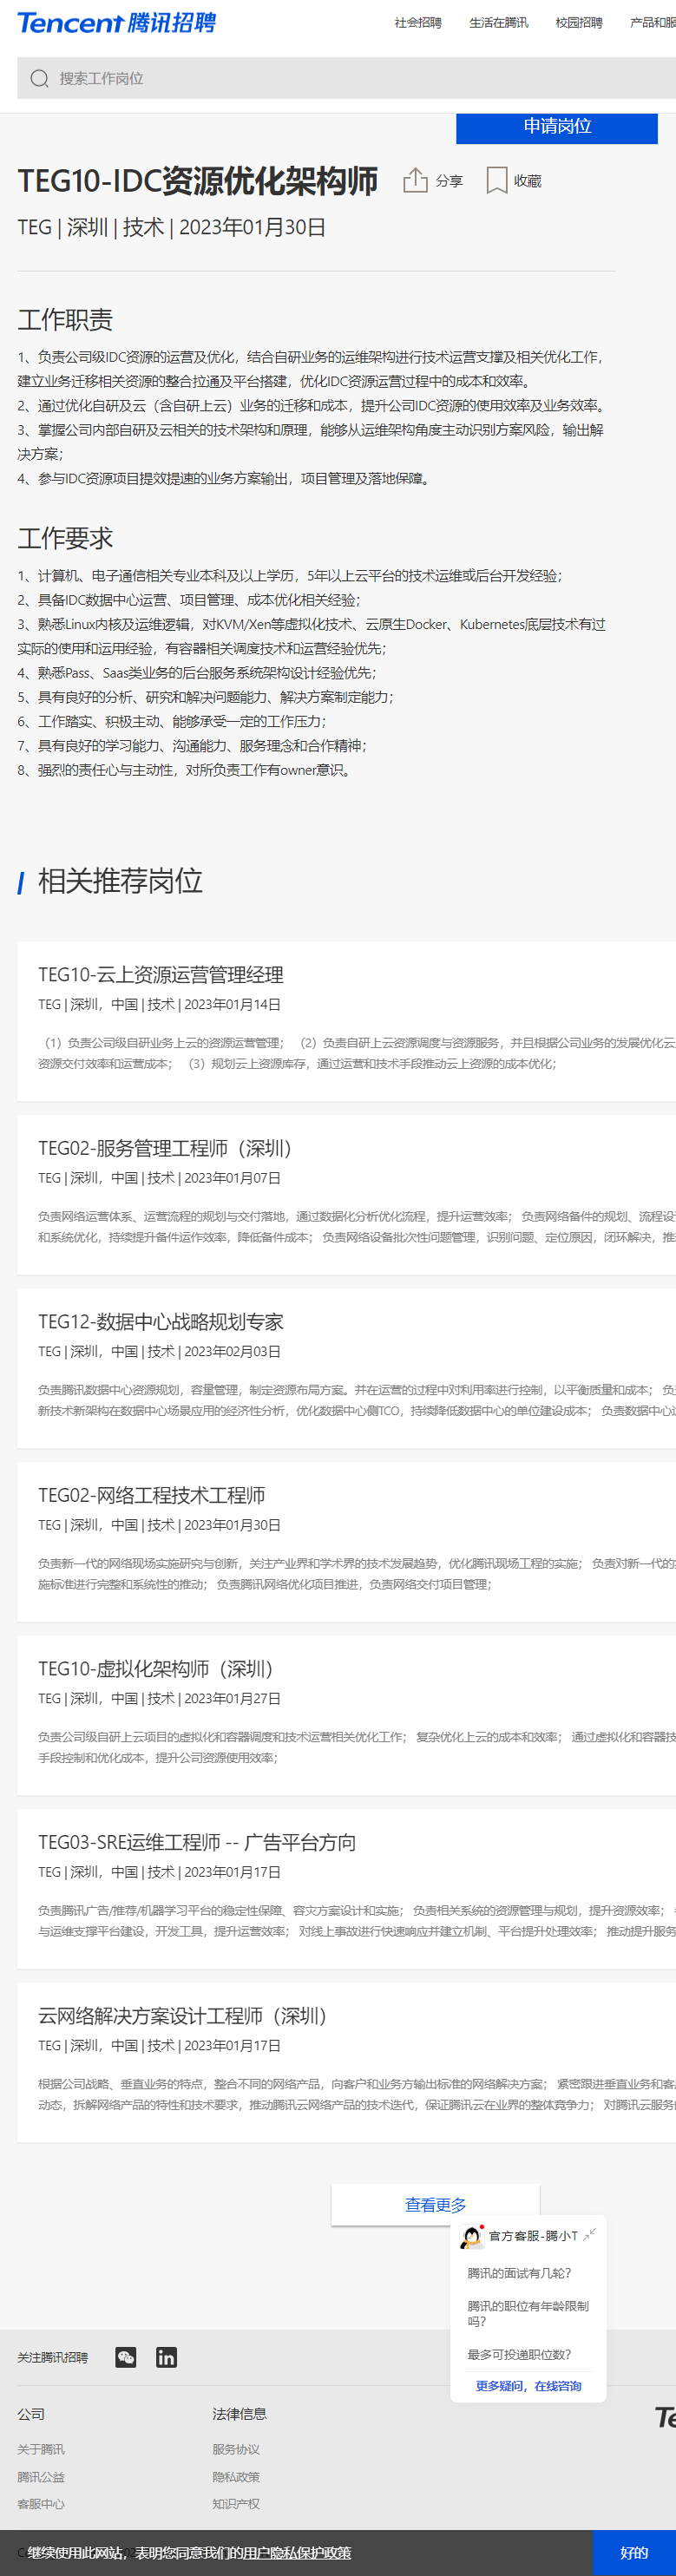 Tencent 腾讯招聘
社会招聘 生活在腾讯 校园招聘 产品和服
搜索工作岗位
申请岗位
TEG10-IDC资源优化架构师 分享 收藏
TEG | 深圳 | 技术 | 2023年01月30日
工作职责
1、负责公司级IDC资源的运营及优化，结合自研业务的运维架构进行技术运营支撑及相关优化工作，
建立业务迁移相关资源的整合拉通及平台搭建，优化IDC资源运营过程中的成本和效率。
2、通过优化自研及云（含自研上云）业务的迁移和成本，提升公司IDC资源的使用效率及业务效率。
3、掌握公司内部自研及云相关的技术架构和原理，能够从运维架构角度主动识别方案风险，输出解
决方案；
4、参与IDC资源项目提效提速的业务方案输出，项目管理及落地保障。
工作要求
1、计算机、电子通信相关专业本科及以上学历，5年以上云平台的技术运维或后台开发经验；
2、具备IDC数据中心运营、项目管理、成本优化相关经验；
3、熟悉Linux内核及运维逻辑，对KVM/Xen等虚拟化技术、云原生Docker、Kubernetes底层技术有过
实际的使用和运用经验，有容器相关调度技术和运营经验优先；
4、熟悉Pass、Saas类业务的后台服务系统架构设计经验优先；
5、具有良好的分析、研究和解决问题能力、解决方案制定能力；
6、工作踏实、积极主动、能够承受一定的工作压力；
7、具有良好的学习能力、沟通能力、服务理念和合作精神；
8、强烈的责任心与主动性，对所负责工作有owner意识。
相关推荐岗位
TEG10-云上资源运营管理经理
TEG | 深圳，中国 | 技术 | 2023年01月14日
（1）负责公司级自研业务上云的资源运营管理； （2）负责自研上云资源调度与资源服务，并且根据公司业务的发展优化云
资源交付效率和运营成本； （3）规划云上资源库存，通过运营和技术手段推动云上资源的成本优化；
TEG02-服务管理工程师（深圳）
TEG | 深圳，中国 | 技术 | 2023年01月07日
负责网络运营体系、运营流程的规划与交付落地，通过数据化分析优化流程，提升运营效率； 负责网络备件的规划、流程设
和系统优化，持续提升备件运作效率，降低备件成本； 负责网络设备批次性问题管理，识别问题、定位原因，闭环解决，推
TEG12-数据中心战略规划专家
TEG | 深圳，中国 | 技术 | 2023年02月03日
负责腾讯数据中心资源规划，容量管理，制定资源布局方案。并在运营的过程中对利用率进行控制，以平衡质量和成本； 负
新技术新架构在数据中心场景应用的经济性分析，优化数据中心侧TCO，持续降低数据中心的单位建设成本； 负责数据中心
TEG02-网络工程技术工程师
TEG | 深圳，中国 | 技术 | 2023年01月30日
负责新一代的网络现场实施研究与创新，关注产业界和学术界的技术发展趋势，优化腾讯现场工程的实施； 负责对新一代的
施标准进行完整和系统性的推动； 负责腾讯网络优化项目推进，负责网络交付项目管理；
TEG10-虚拟化架构师（深圳）
TEG | 深圳，中国 | 技术 | 2023年01月27日
负责公司级自研上云项目的虚拟化和容器调度和技术运营相关优化工作； 复杂优化上云的成本和效率； 通过虚拟化和容器技
手段控制和优化成本，提升公司资源使用效率；
TEG03-SRE运维工程师 -- 广告平台方向
TEG | 深圳，中国 | 技术 | 2023年01月17日
负责腾讯广告/推荐/机器学习平台的稳定性保障、容灾方案设计和实施； 负责相关系统的资源管理与规划，提升资源效率；
与运维支撑平台建设，开发工具，提升运营效率； 对线上事故进行快速响应并建立机制、平台提升处理效率； 推动提升服务
云网络解决方案设计工程师（深圳）
TEG | 深圳，中国 | 技术 | 2023年01月17日
根据公司战略、垂直业务的特点，整合不同的网络产品，向客户和业务方输出标准的网络解决方案； 紧密跟进垂直业务和客
动态，拆解网络产品的特性和技术要求，推动腾讯云网络产品的技术迭代，保证腾讯云在业界的整体竞争力； 对腾讯云服务
查看更多
官方客服-腾小T
腾讯的面试有几轮？
腾讯的职位有年龄限制
吗？
最多可投递职位数？
更多疑问，在线咨询
关注腾讯招聘
公司 法律信息
关于腾讯 服务协议
腾讯公益 隐私政策
客服中心 知识产权
继续使用此网站，表明您同意我们的用户隐私保护政策 好的